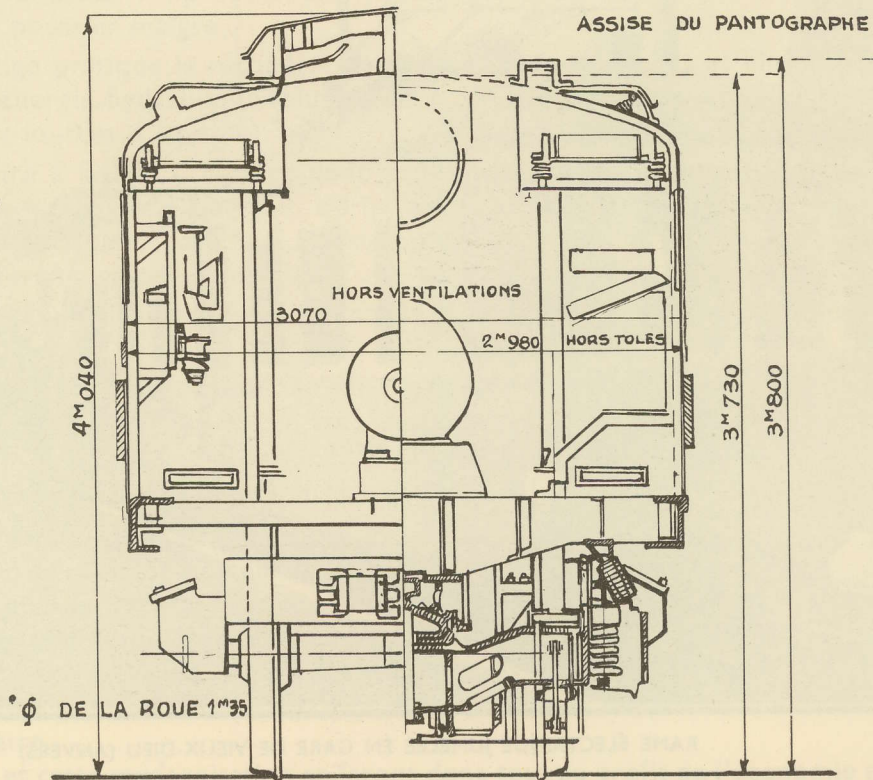 ASSISE DU PANTOGRAPHE
HORS VENTILATIONS
3070
2ᴹ980 HORS TOLES
4ᴹ040
3ᴹ730
3ᴹ800
ϕ DE LA ROUE 1ᴹ35